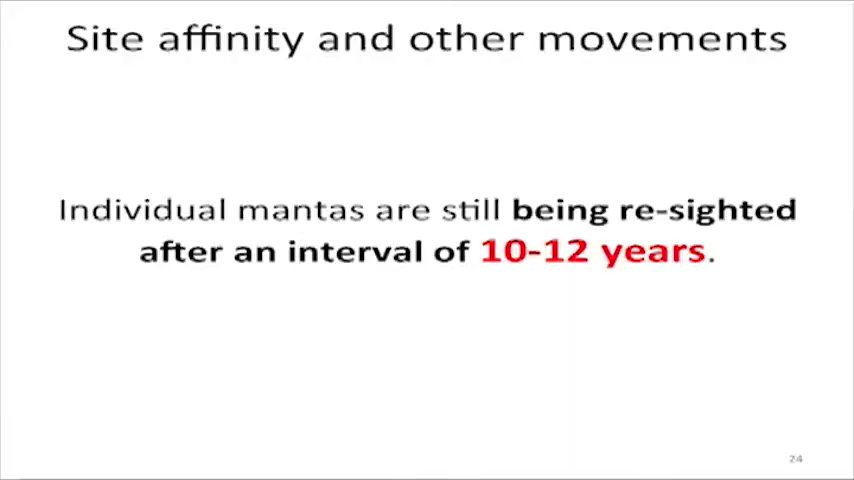 Site affinity and other movements
Individual mantas are still being re-sighted
after an interval of 10-12 years.
24